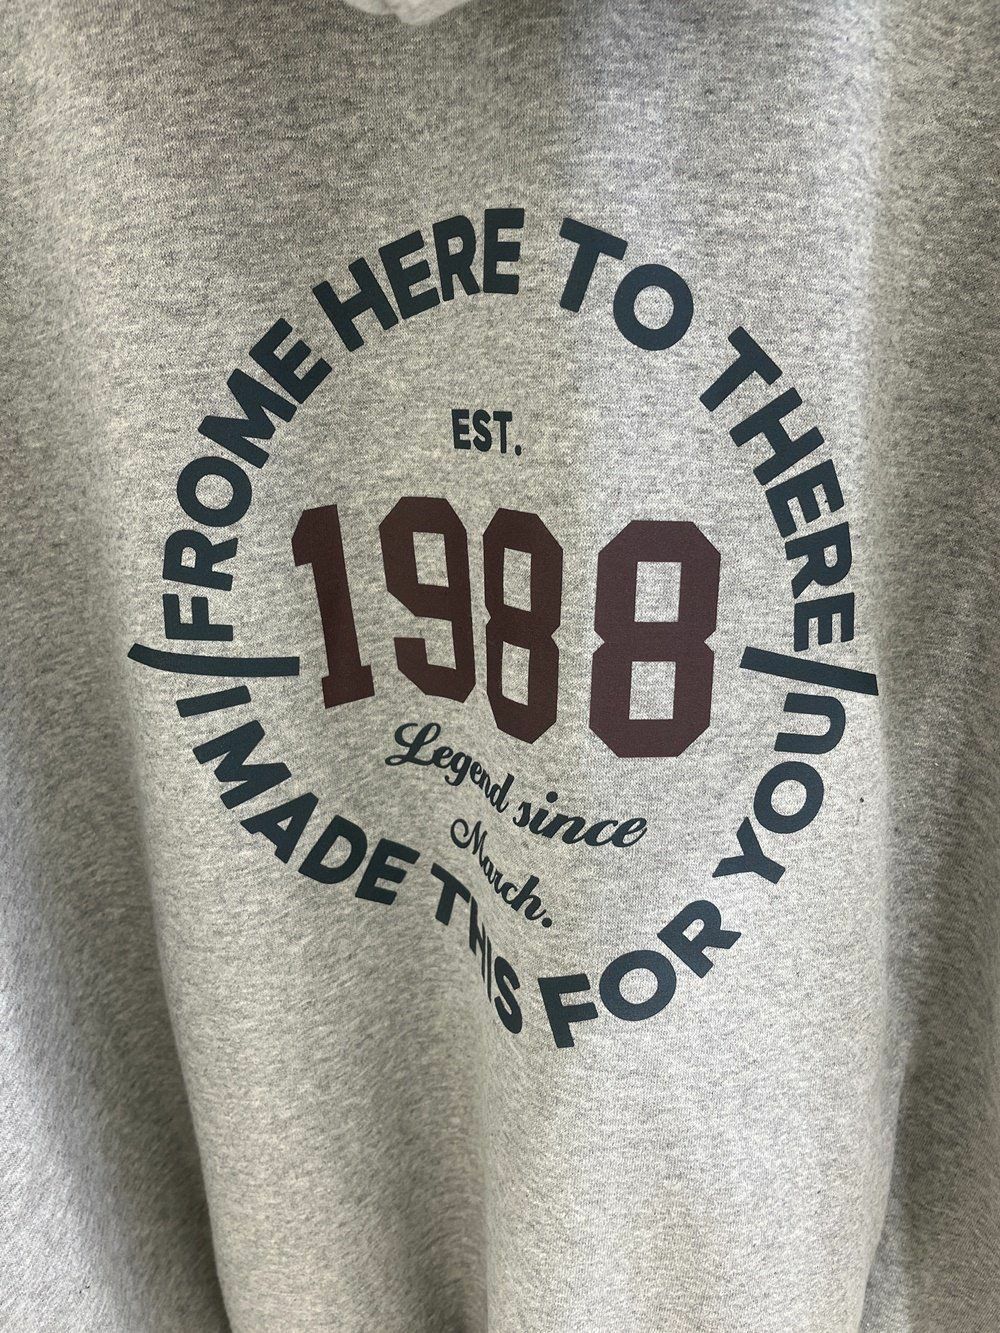 FROME HERE TO THERE
EST.
1988
Legend since
March.
I MADE THIS FOR YOU